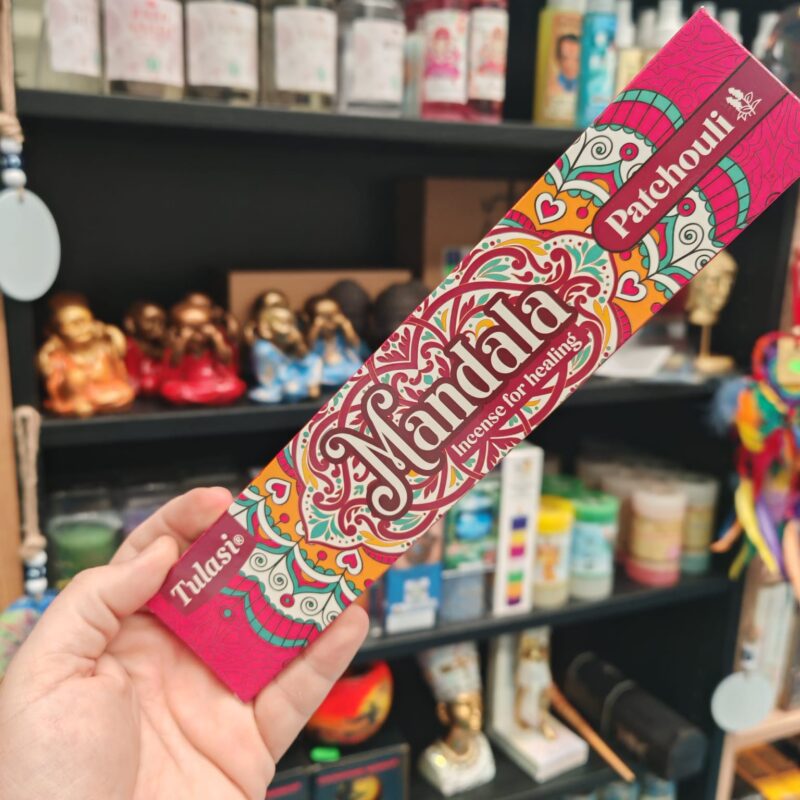 Patchouli
Mandala
Incense for healing
Tulasi®